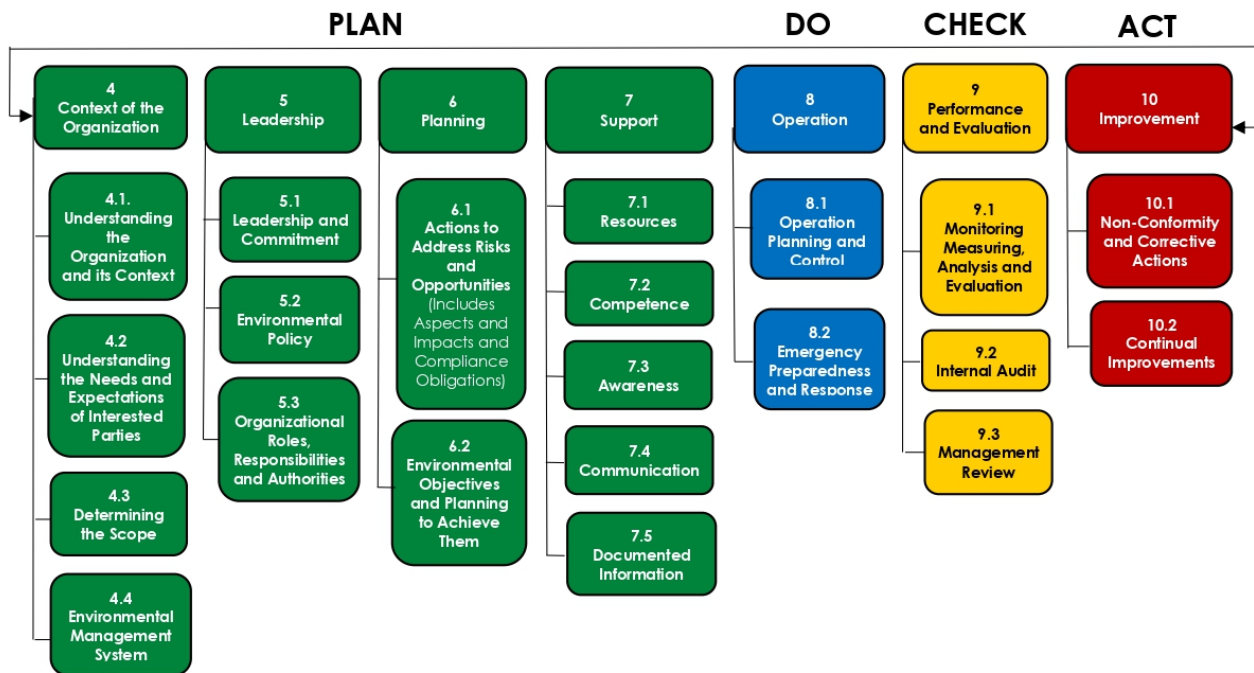 PLAN
DO
CHECK
ACT
4
Context of the
Organization
5
Leadership
6
Planning
7
Support
8
Operation
9
Performance
and Evaluation
10
Improvement
4.1.
Understanding
the
Organization
and its Context
4.2
Understanding
the Needs and
Expectations
of Interested
Parties
4.3
Determining
the Scope
4.4
Environmental
Management
System
5.1
Leadership and
Commitment
5.2
Environmental
Policy
5.3
Organizational
Roles,
Responsibilities
and Authorities
6.1
Actions to
Address Risks
and
Opportunities
(Includes
Aspects and
Impacts and
Compliance
Obligations)
6.2
Environmental
Objectives
and Planning
to Achieve
Them
7.1
Resources
7.2
Competence
7.3
Awareness
7.4
Communication
7.5
Documented
Information
8.1
Operation
Planning and
Control
8.2
Emergency
Preparedness
and Response
9.1
Monitoring
Measuring,
Analysis and
Evaluation
9.2
Internal Audit
9.3
Management
Review
10.1
Non-Conformity
and Corrective
Actions
10.2
Continual
Improvements